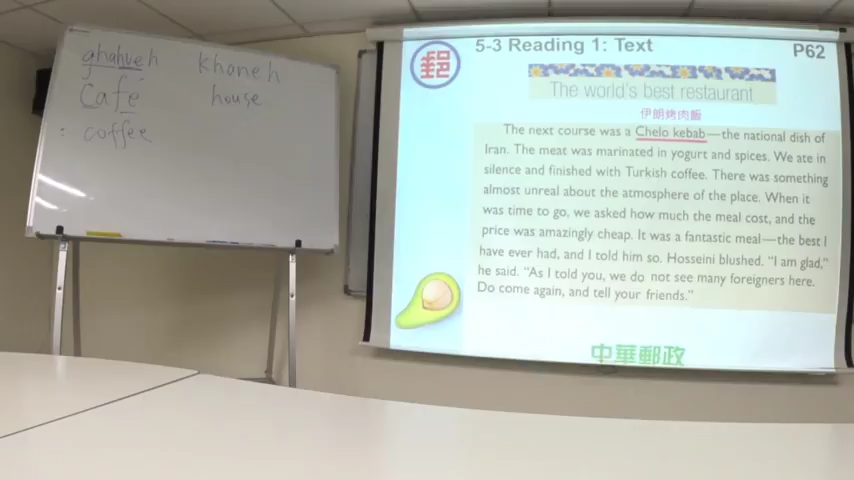 ghahveh khaneh
Café house
: coffee
郵
5-3 Reading 1: Text
P62
The world's best restaurant
伊朗烤肉飯
The next course was a Chelo kebab—the national dish of
Iran. The meat was marinated in yogurt and spices. We ate in
silence and finished with Turkish coffee. There was something
almost unreal about the atmosphere of the place. When it
was time to go, we asked how much the meal cost, and the
price was amazingly cheap. It was a fantastic meal—the best I
have ever had, and I told him so. Hosseini blushed. "I am glad,"
he said. "As I told you, we do not see many foreigners here.
Do come again, and tell your friends."
中華郵政